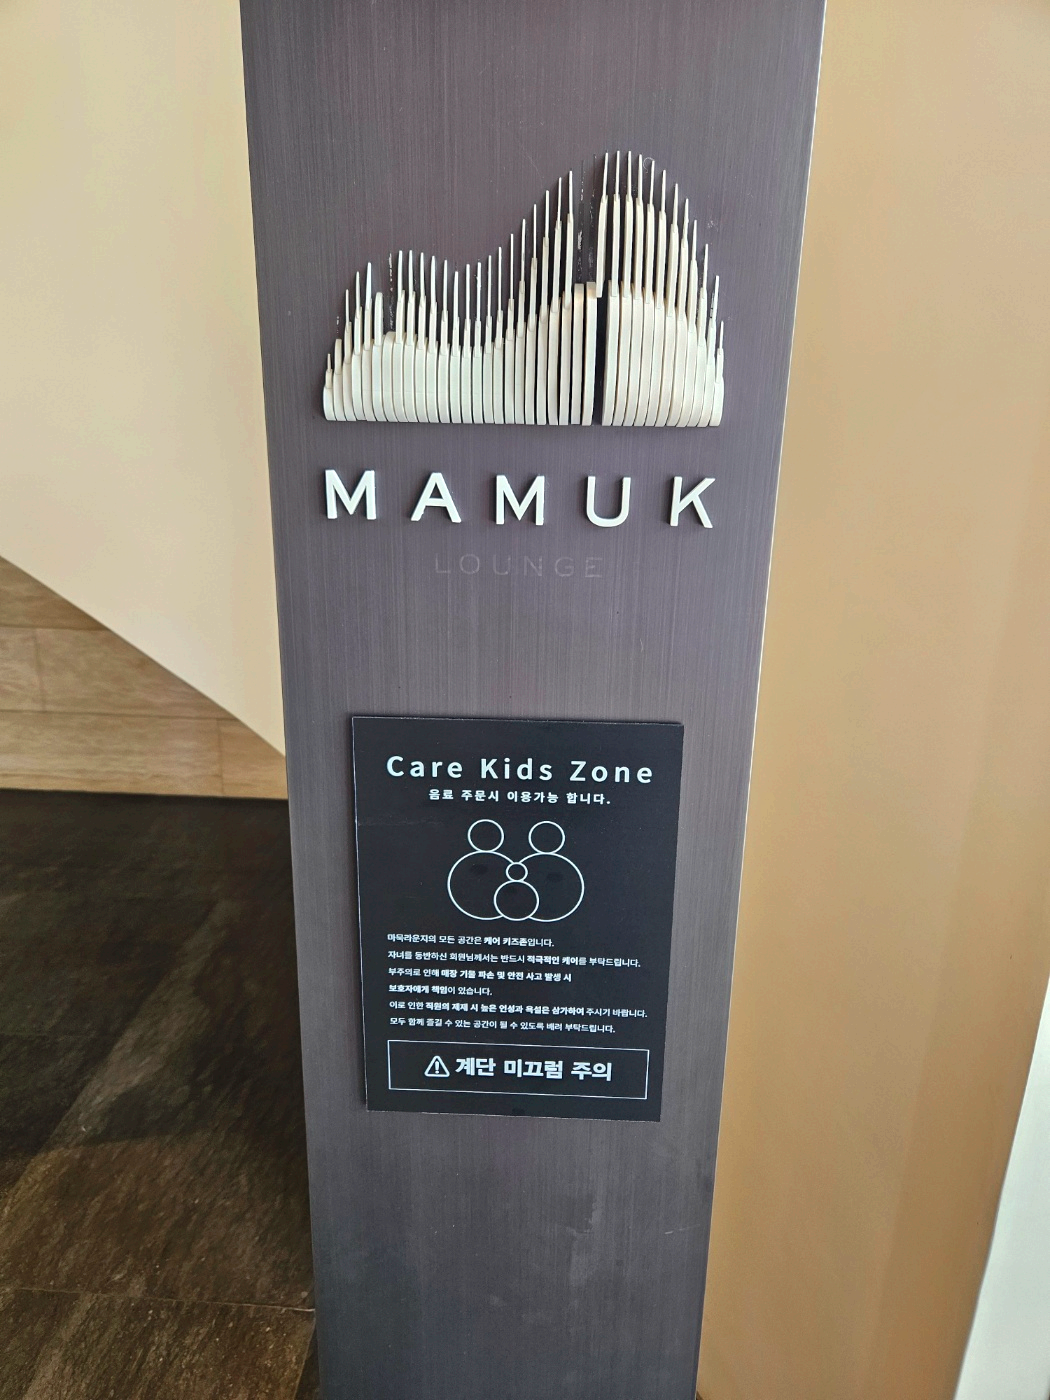 MAMUK
LOUNGE
Care Kids Zone
음료 주문시 이용가능 합니다.
마묵라운지의 모든 공간은 케어 키즈존입니다.
자녀를 동반하신 회원님께서는 반드시 적극적인 케어를 부탁드립니다.
부주의로 인해 매장 기물 파손 및 안전 사고 발생 시
보호자에게 책임이 있습니다.
이로 인한 직원의 제재 시 높은 언성과 욕설은 삼가하여 주시기 바랍니다.
모두 함께 즐길 수 있는 공간이 될 수 있도록 배려 부탁드립니다.
계단 미끄럼 주의